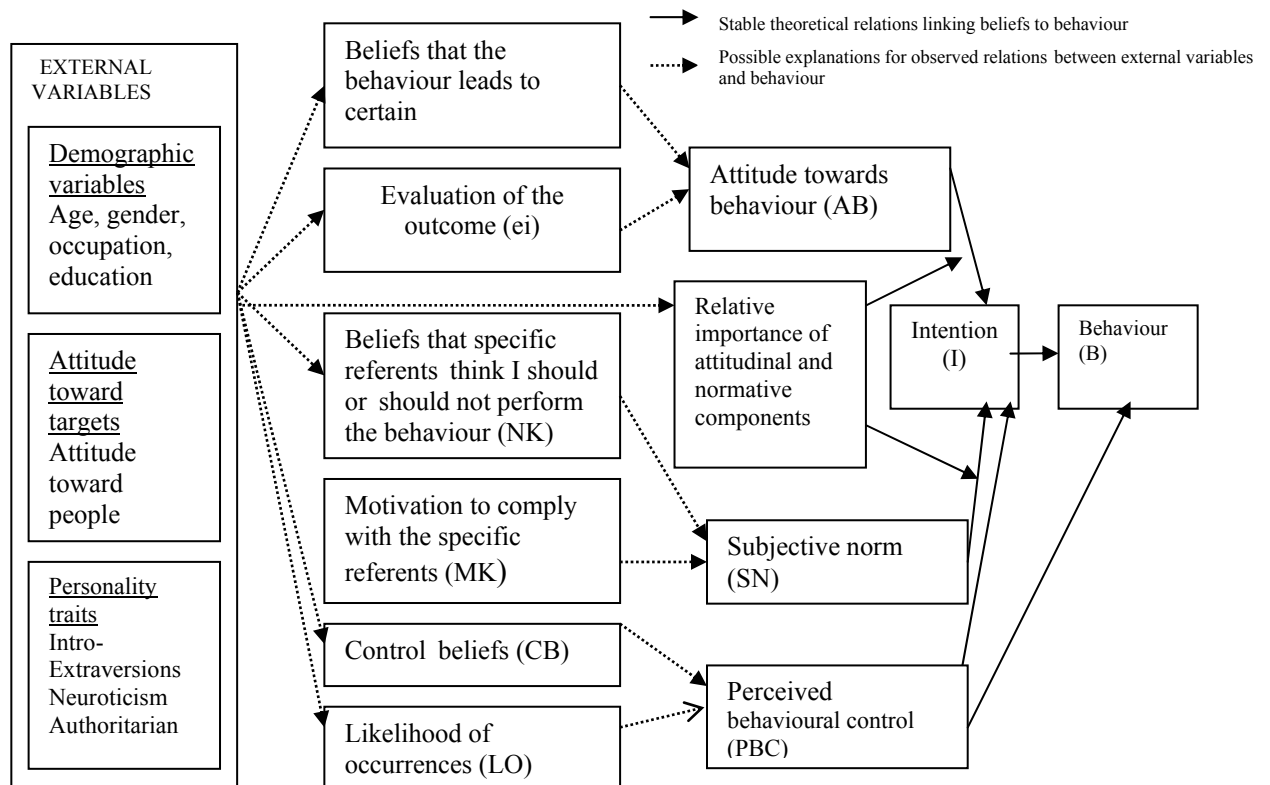 Stable theoretical relations linking beliefs to behaviour
Possible explanations for observed relations between external variables
and behaviour
EXTERNAL
VARIABLES
Demographic
variables
Age, gender,
occupation,
education
Attitude
toward
targets
Attitude
toward
people
Personality
traits
Intro-
Extraversions
Neuroticism
Authoritarian
Beliefs that the
behaviour leads to
certain
Evaluation of the
outcome (ei)
Beliefs that specific
referents think I should
or should not perform
the behaviour (NK)
Motivation to comply
with the specific
referents (MK)
Control beliefs (CB)
Likelihood of
occurrences (LO)
Attitude towards
behaviour (AB)
Relative
importance of
attitudinal and
normative
components
Subjective norm
(SN)
Perceived
behavioural control
(PBC)
Intention
(I)
Behaviour
(B)